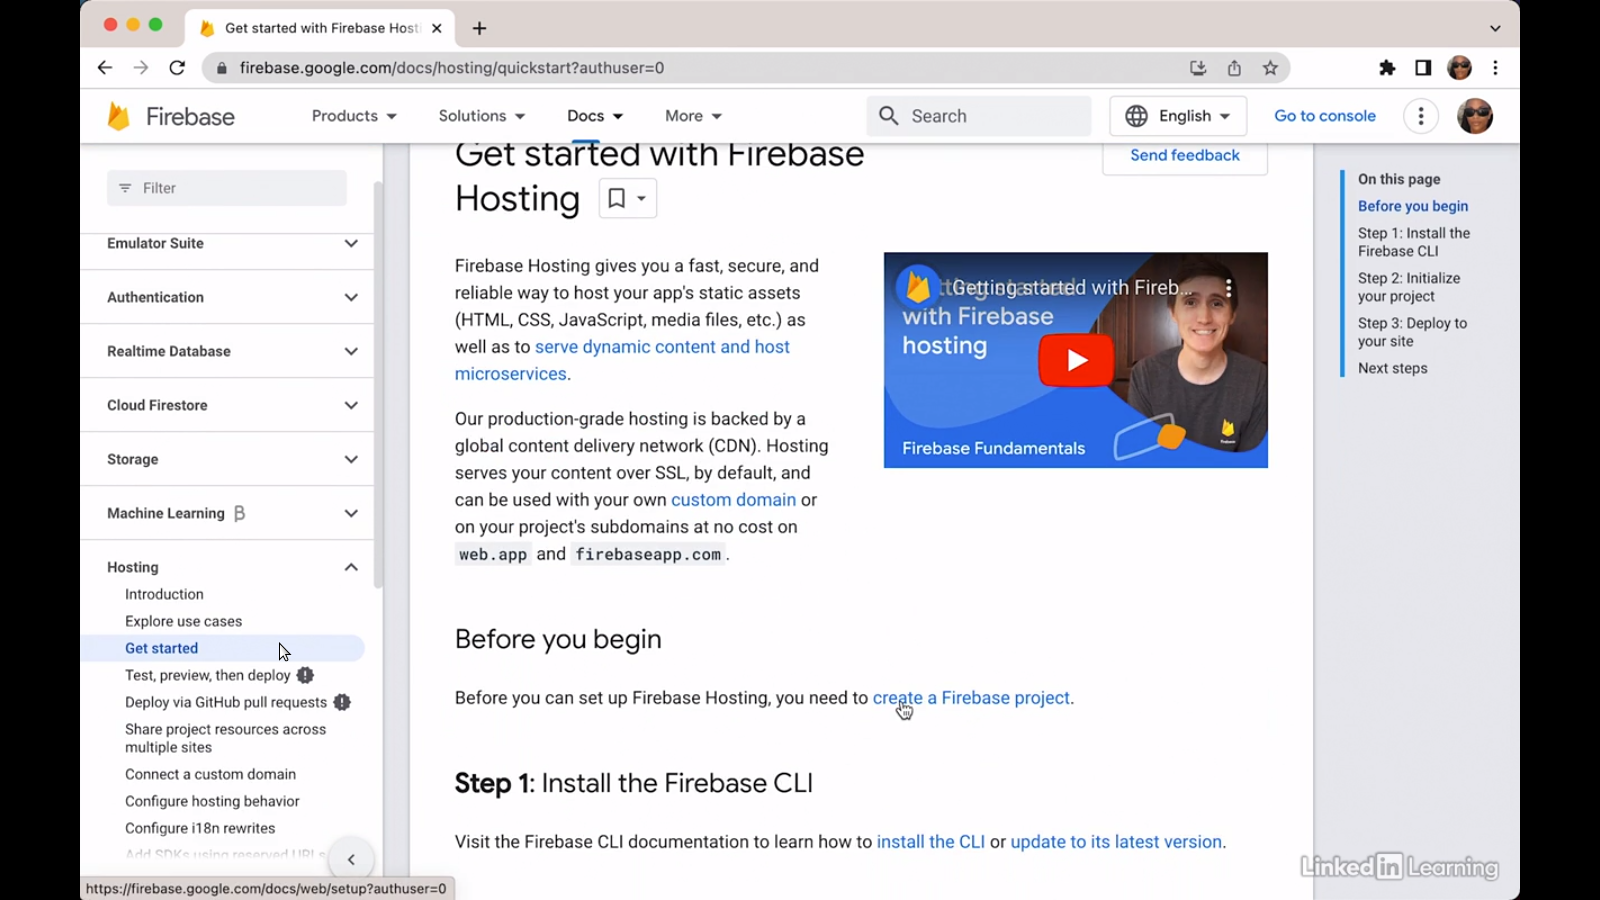 Get started with Firebase Hosti
firebase.google.com/docs/hosting/quickstart?authuser=0
Firebase
Products
Solutions
Docs
More
Search
English
Go to console
Filter
Emulator Suite
Authentication
Realtime Database
Cloud Firestore
Storage
Machine Learning β
Hosting
Introduction
Explore use cases
Get started
Test, preview, then deploy
Deploy via GitHub pull requests
Share project resources across
multiple sites
Connect a custom domain
Configure hosting behavior
Configure i18n rewrites
Add SDKs using reserved URLs
https://firebase.google.com/docs/web/setup?authuser=0
Get started with Firebase
Hosting
Send feedback
Firebase Hosting gives you a fast, secure, and
reliable way to host your app's static assets
(HTML, CSS, JavaScript, media files, etc.) as
well as to serve dynamic content and host
microservices.
Our production-grade hosting is backed by a
global content delivery network (CDN). Hosting
serves your content over SSL, by default, and
can be used with your own custom domain or
on your project's subdomains at no cost on
web.app and firebaseapp.com.
Getting started with Fireb...
with Firebase
hosting
Firebase Fundamentals
Before you begin
Before you can set up Firebase Hosting, you need to create a Firebase project.
Step 1: Install the Firebase CLI
Visit the Firebase CLI documentation to learn how to install the CLI or update to its latest version.
On this page
Before you begin
Step 1: Install the
Firebase CLI
Step 2: Initialize
your project
Step 3: Deploy to
your site
Next steps
LinkedIn Learning